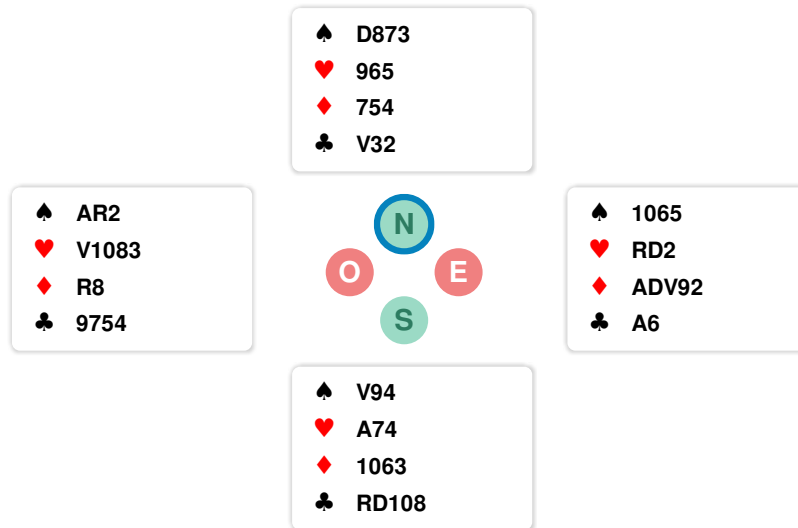 ♠ D873
♥ 965
♦ 754
♣ V32
♠ AR2
♥ V1083
♦ R8
♣ 9754
N
O E
S
♠ 1065
♥ RD2
♦ ADV92
♣ A6
♠ V94
♥ A74
♦ 1063
♣ RD108